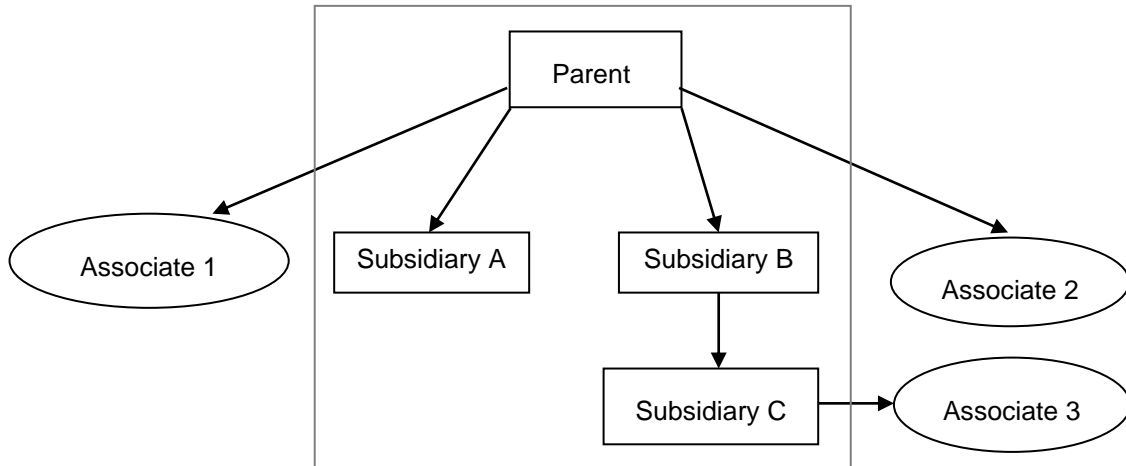 Parent
Associate 1
Subsidiary A
Subsidiary B
Associate 2
Subsidiary C
Associate 3